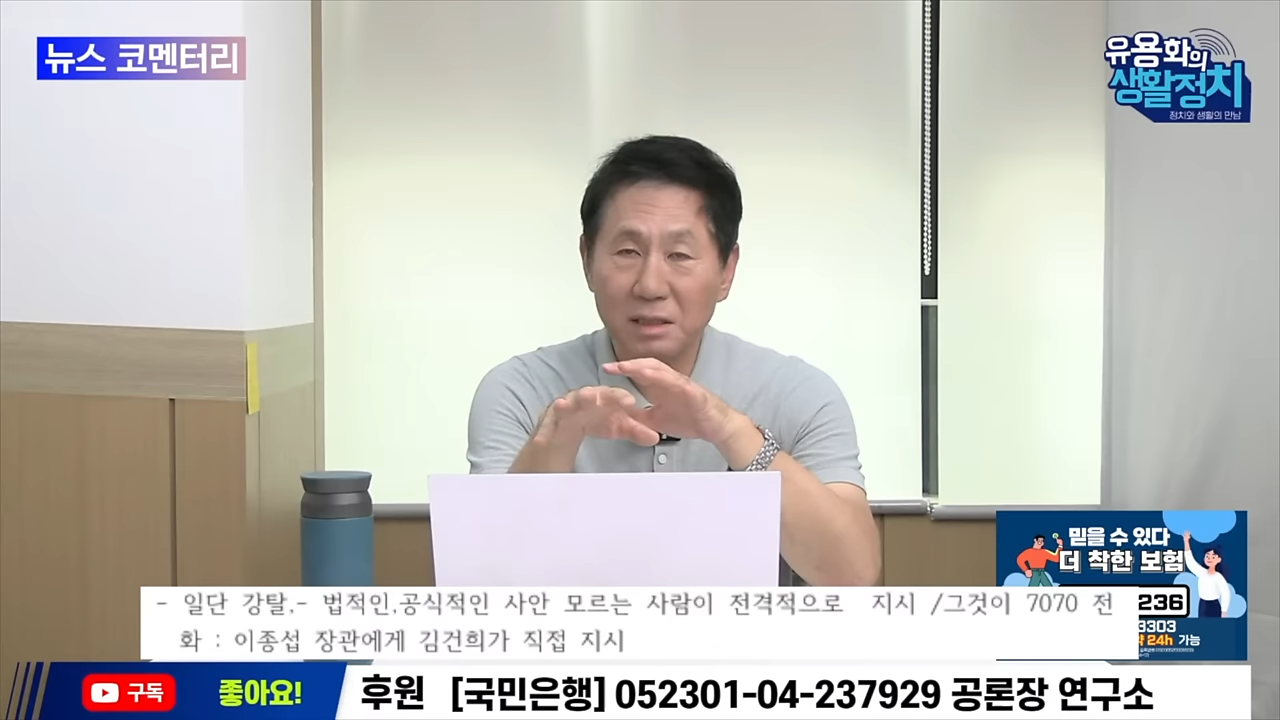 뉴스 코멘터리
유용화의
생활정치
정치와 생활의 만남
믿을 수 있다
더 착한 보험
236
3303
약 24h 가능
- 일단 강탈.- 법적인.공식적인 사안 모르는 사람이 전격적으로 지시 /그것이 7070 전
화 : 이종섭 장관에게 김건희가 직접 지시
구독
좋아요!
후원 [국민은행] 052301-04-237929 공론장 연구소